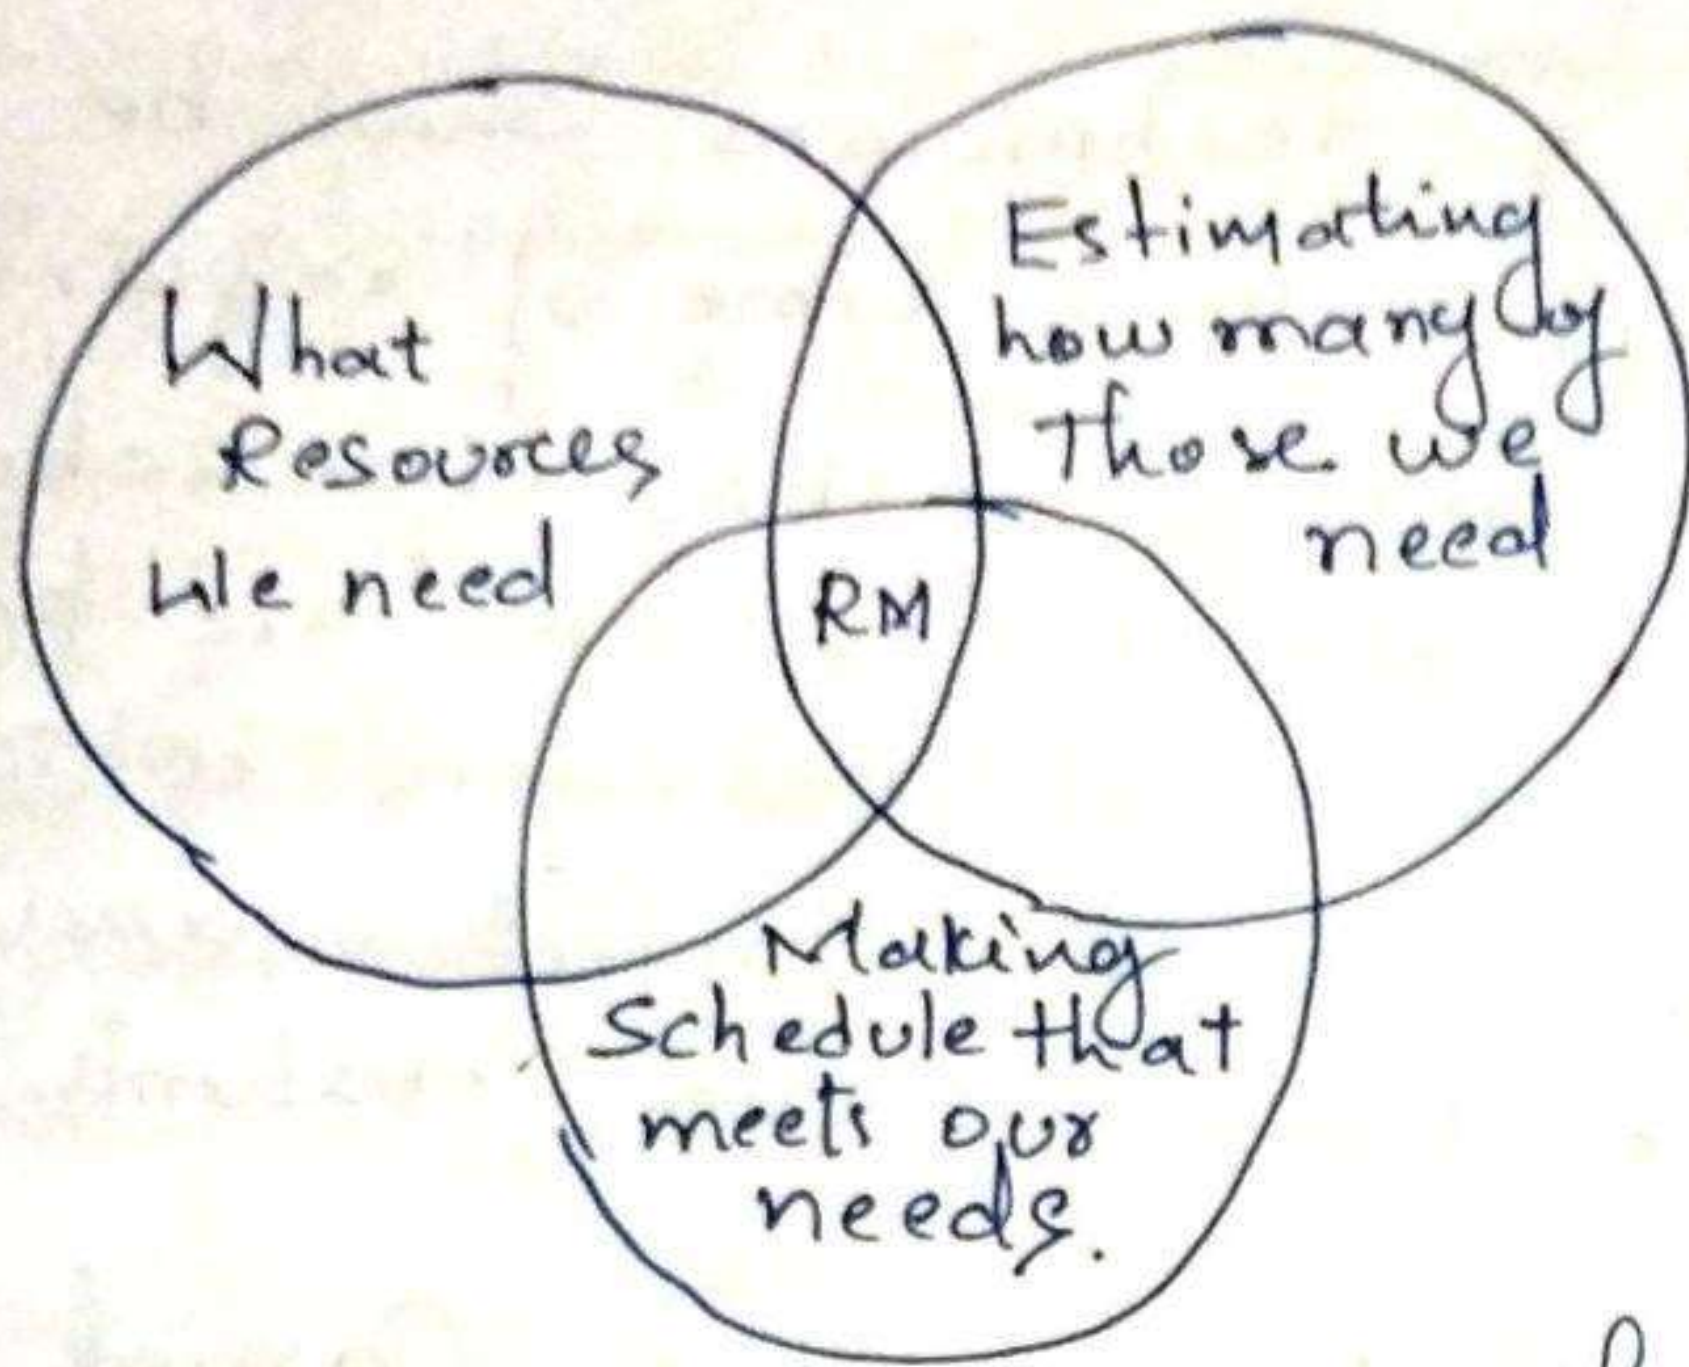 What
Resources
We need
Estimating
how many of
Those we
need
RM
Making
Schedule that
meets our
needs.